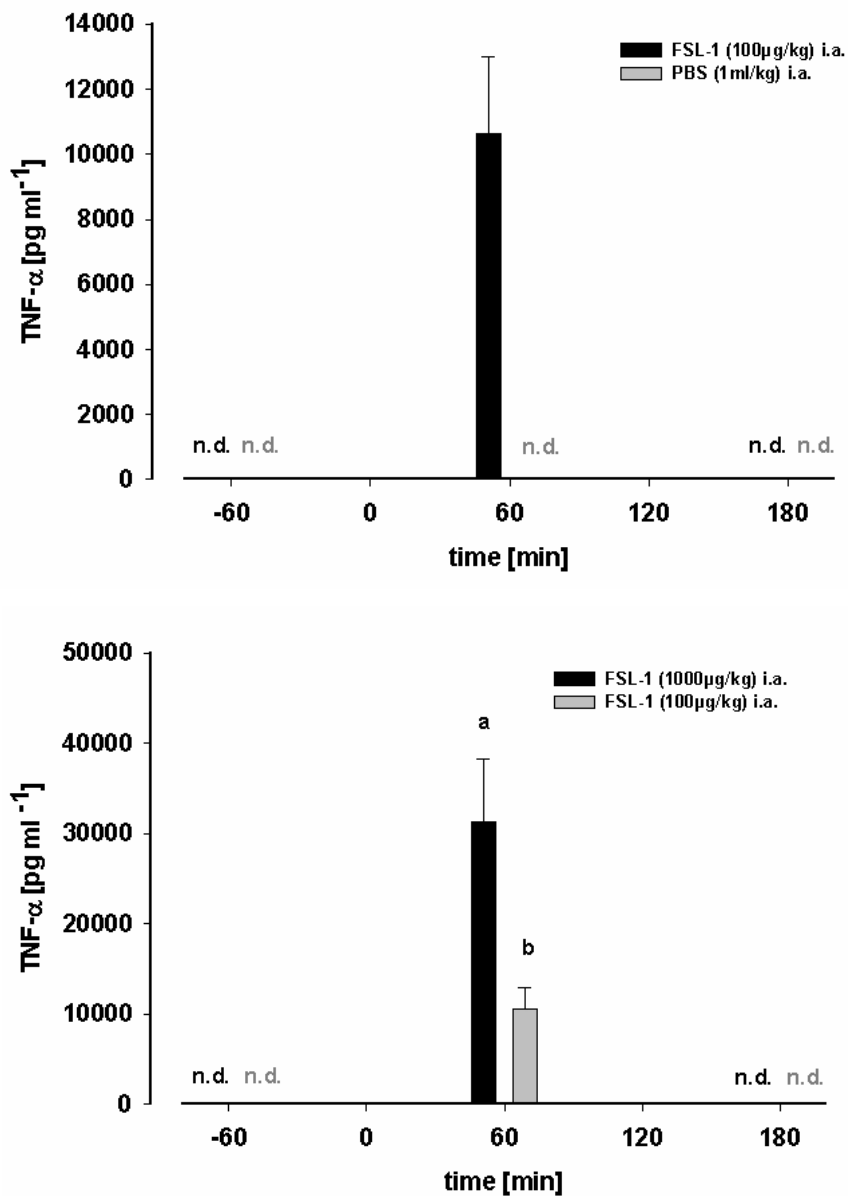 14000
12000
10000
8000
6000
4000
2000
0
TNF-α [pg ml⁻¹]
FSL-1 (100µg/kg) i.a.
PBS (1ml/kg) i.a.
n.d. n.d.
n.d.
n.d. n.d.
-60 0 60 120 180
time [min]
50000
40000
30000
20000
10000
0
TNF-α [pg ml ⁻¹]
FSL-1 (1000µg/kg) i.a.
FSL-1 (100µg/kg) i.a.
a
b
n.d. n.d.
n.d. n.d.
-60 0 60 120 180
time [min]